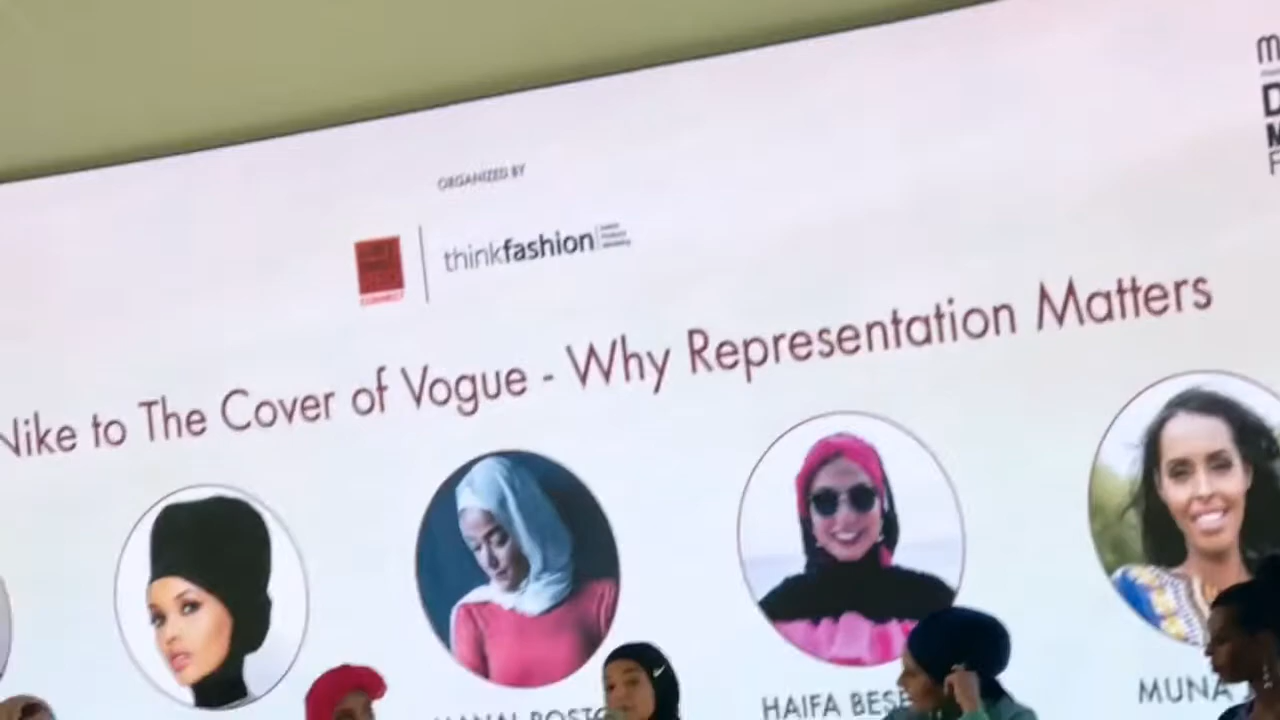 ORGANIZED BY
thinkfashion
Nike to The Cover of Vogue - Why Representation Matters
HAIFA BESE
MUNA